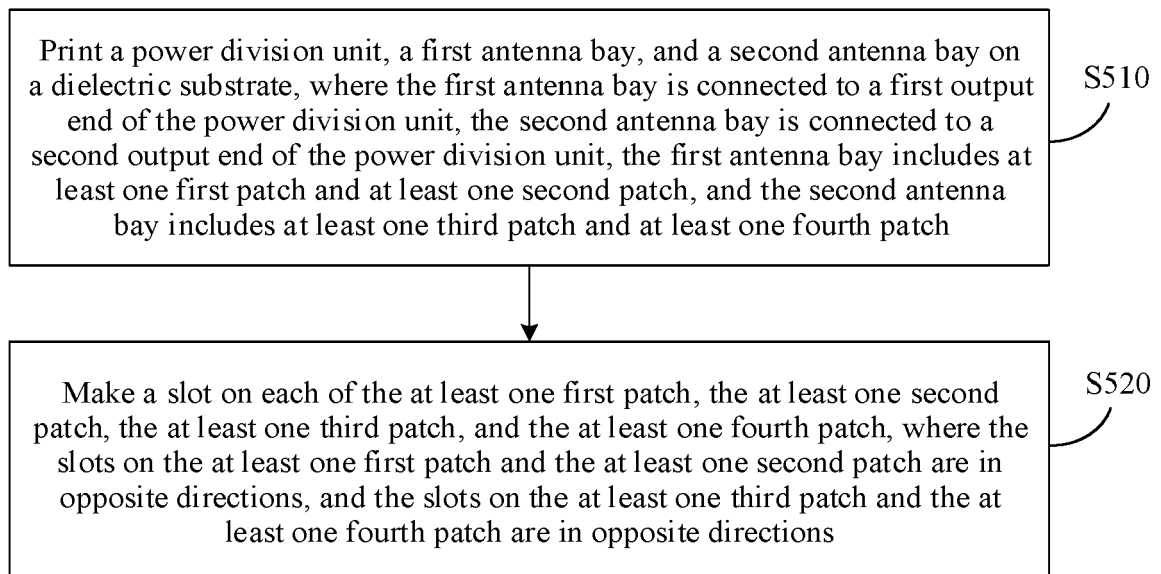 Print a power division unit, a first antenna bay, and a second antenna bay on
a dielectric substrate, where the first antenna bay is connected to a first output
end of the power division unit, the second antenna bay is connected to a
second output end of the power division unit, the first antenna bay includes at
least one first patch and at least one second patch, and the second antenna
bay includes at least one third patch and at least one fourth patch
S510
Make a slot on each of the at least one first patch, the at least one second
patch, the at least one third patch, and the at least one fourth patch, where the
slots on the at least one first patch and the at least one second patch are in
opposite directions, and the slots on the at least one third patch and the at
least one fourth patch are in opposite directions
S520